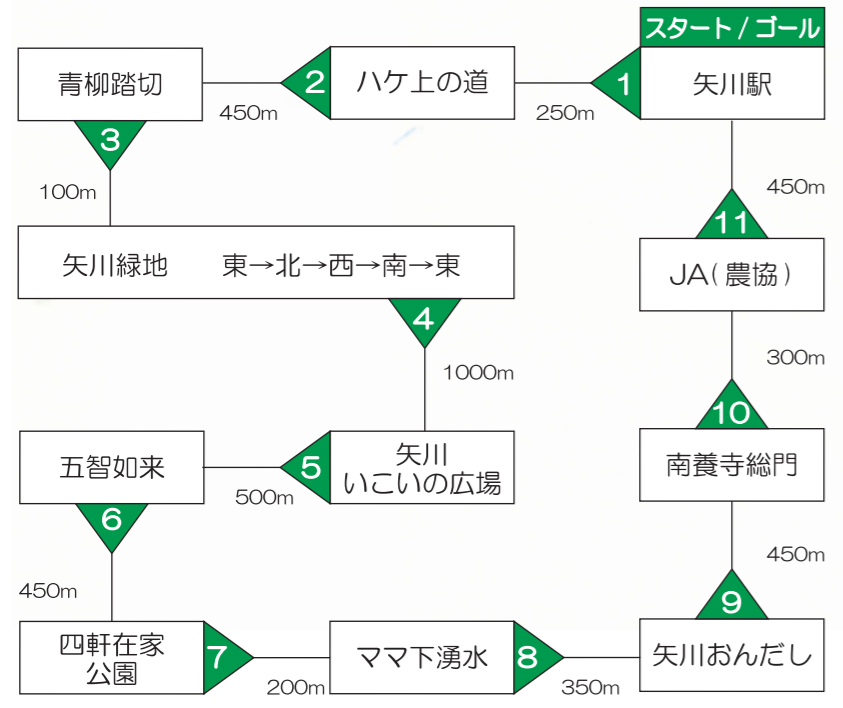 スタート / ゴール
矢川駅
1
250m
ハケ上の道
2
450m
青柳踏切
3
100m
矢川緑地 東→北→西→南→東
4
1000m
矢川
いこいの広場
5
500m
五智如来
6
450m
四軒在家
公園
7
200m
ママ下湧水
8
350m
矢川おんだし
9
450m
南養寺総門
10
300m
JA(農協)
11
450m